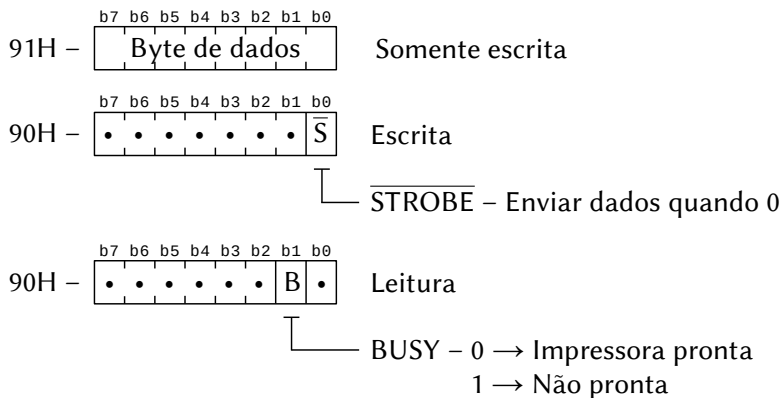 b7 b6 b5 b4 b3 b2 b1 b0
91H – Byte de dados Somente escrita
b7 b6 b5 b4 b3 b2 b1 b0
90H – • • • • • • • S̅ Escrita
S̅T̅R̅O̅B̅E̅ – Enviar dados quando 0
b7 b6 b5 b4 b3 b2 b1 b0
90H – • • • • • • B • Leitura
BUSY – 0 → Impressora pronta
1 → Não pronta